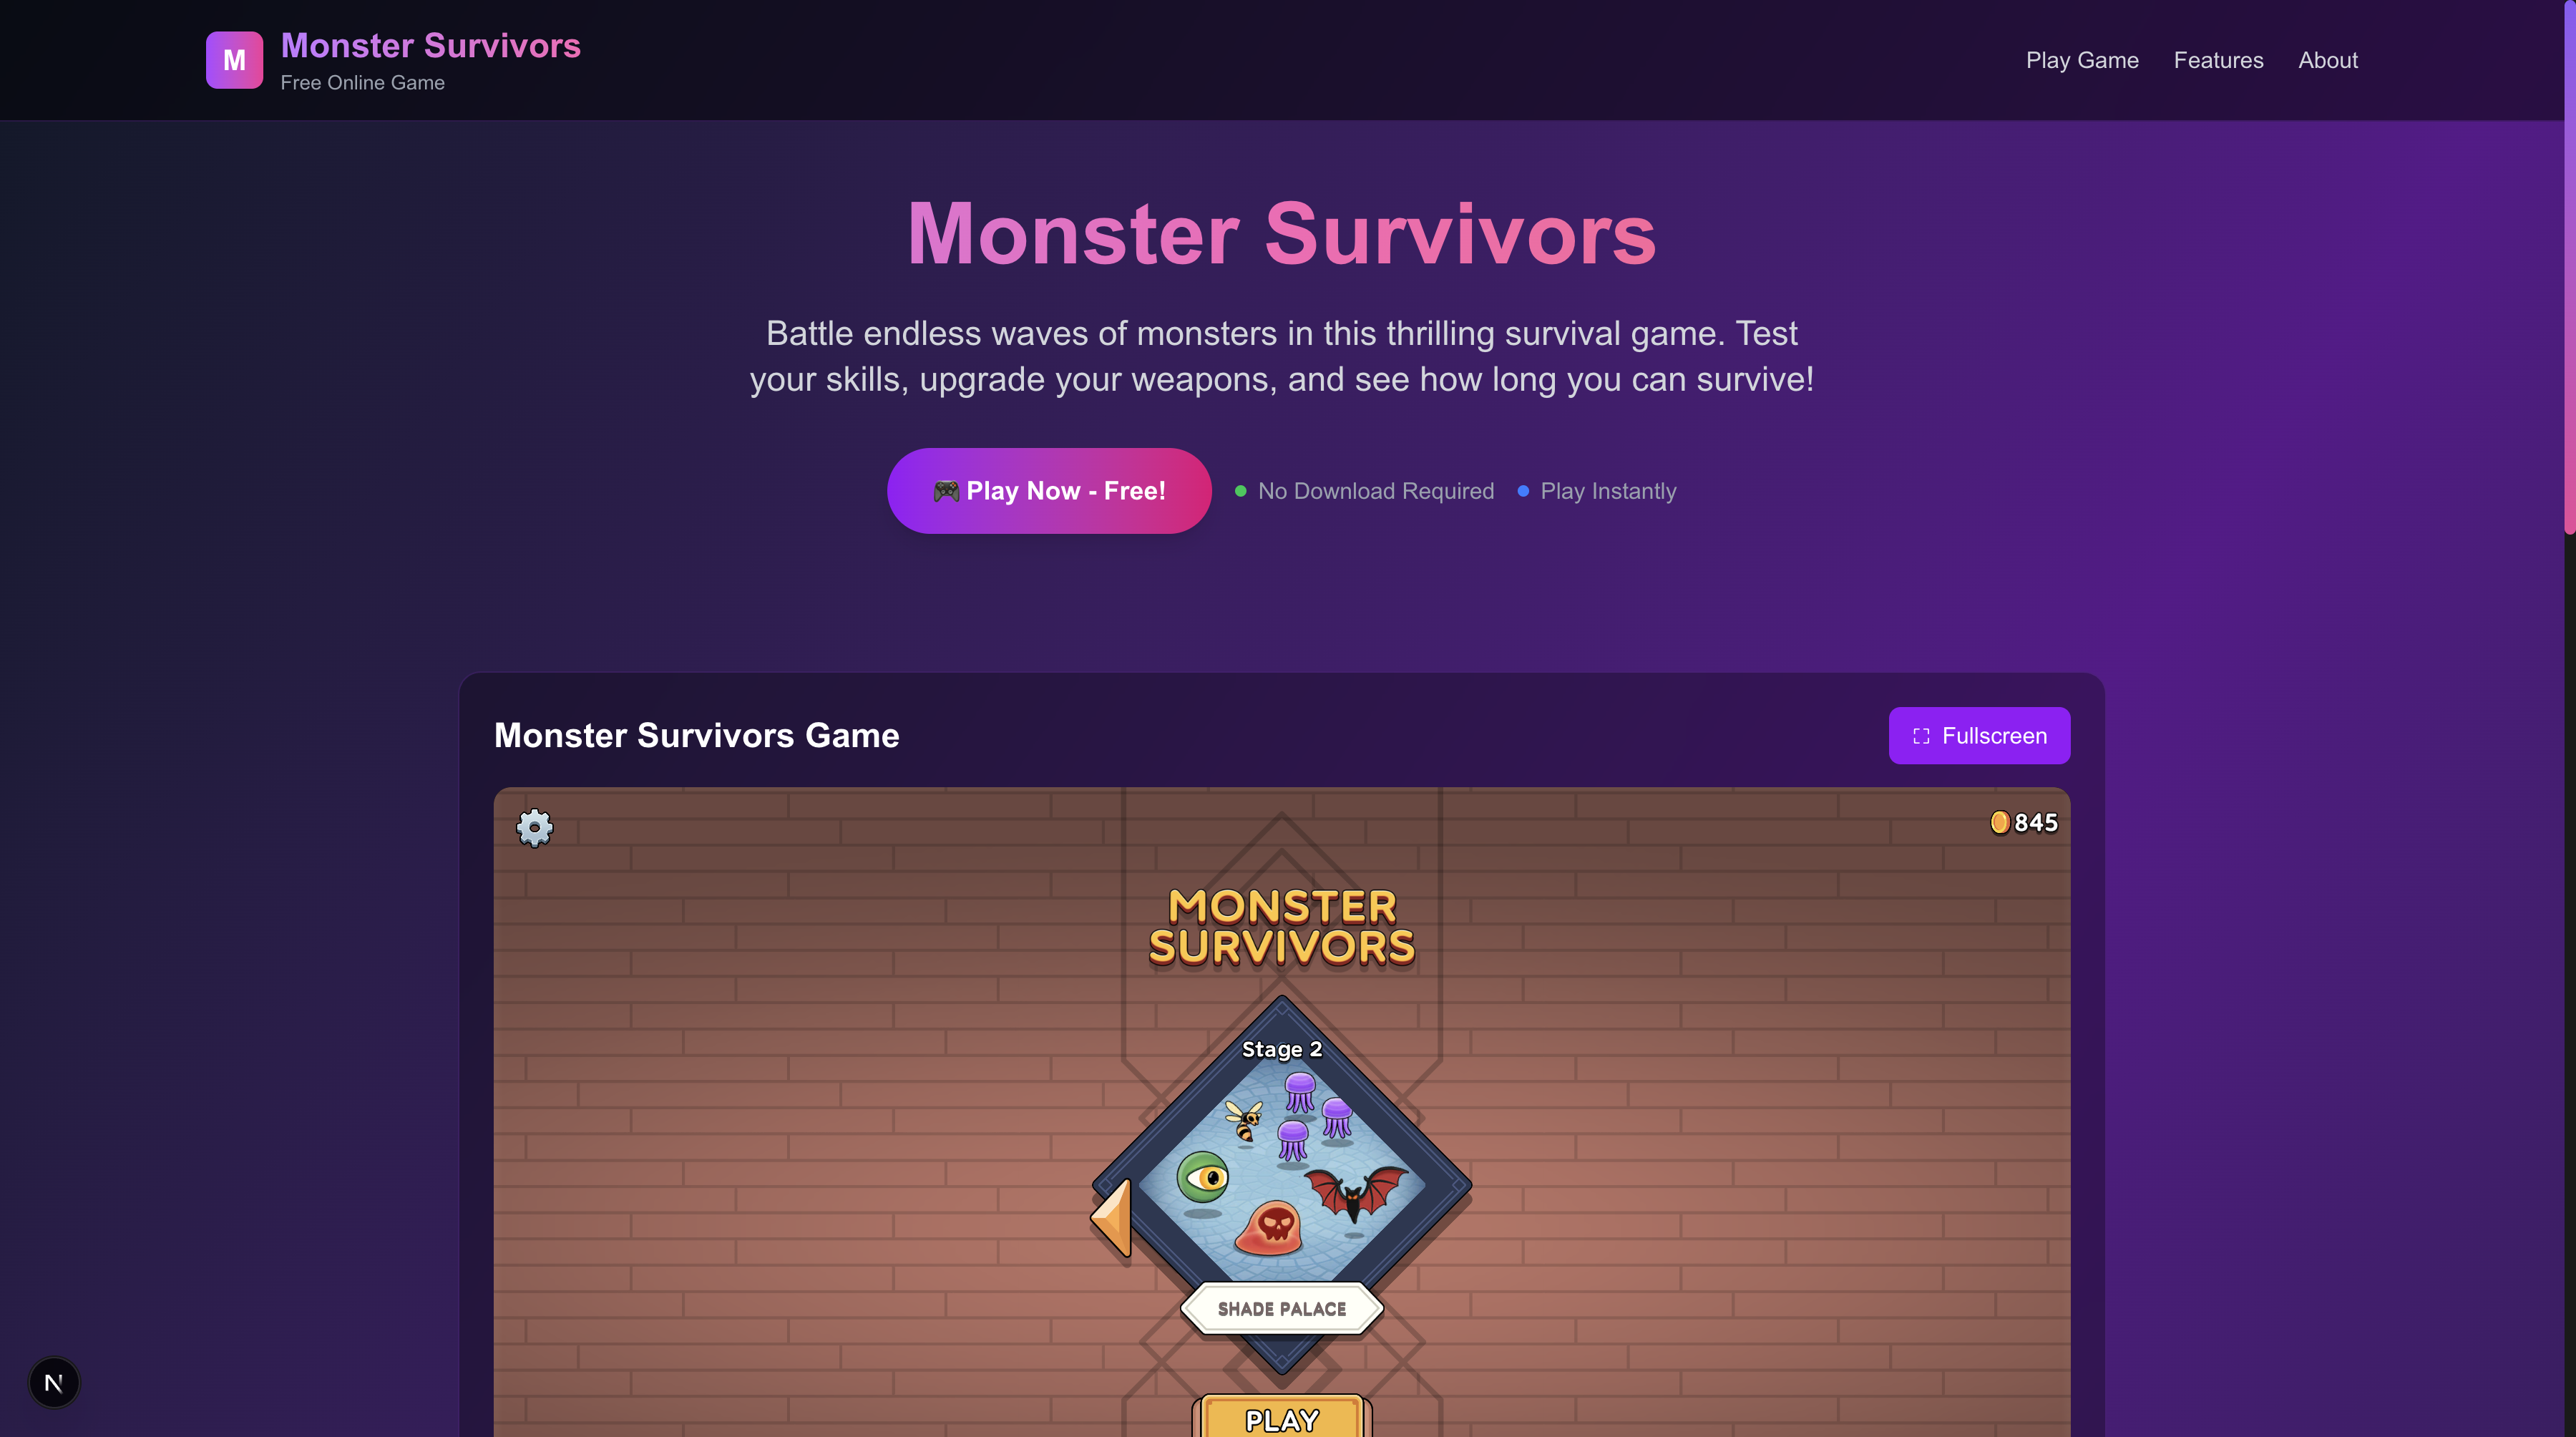 M
Monster Survivors
Free Online Game
Play Game
Features
About
Monster Survivors
Battle endless waves of monsters in this thrilling survival game. Test
your skills, upgrade your weapons, and see how long you can survive!
🎮 Play Now - Free!
No Download Required
Play Instantly
Monster Survivors Game
Fullscreen
845
MONSTER
SURVIVORS
Stage 2
SHADE PALACE
PLAY
N